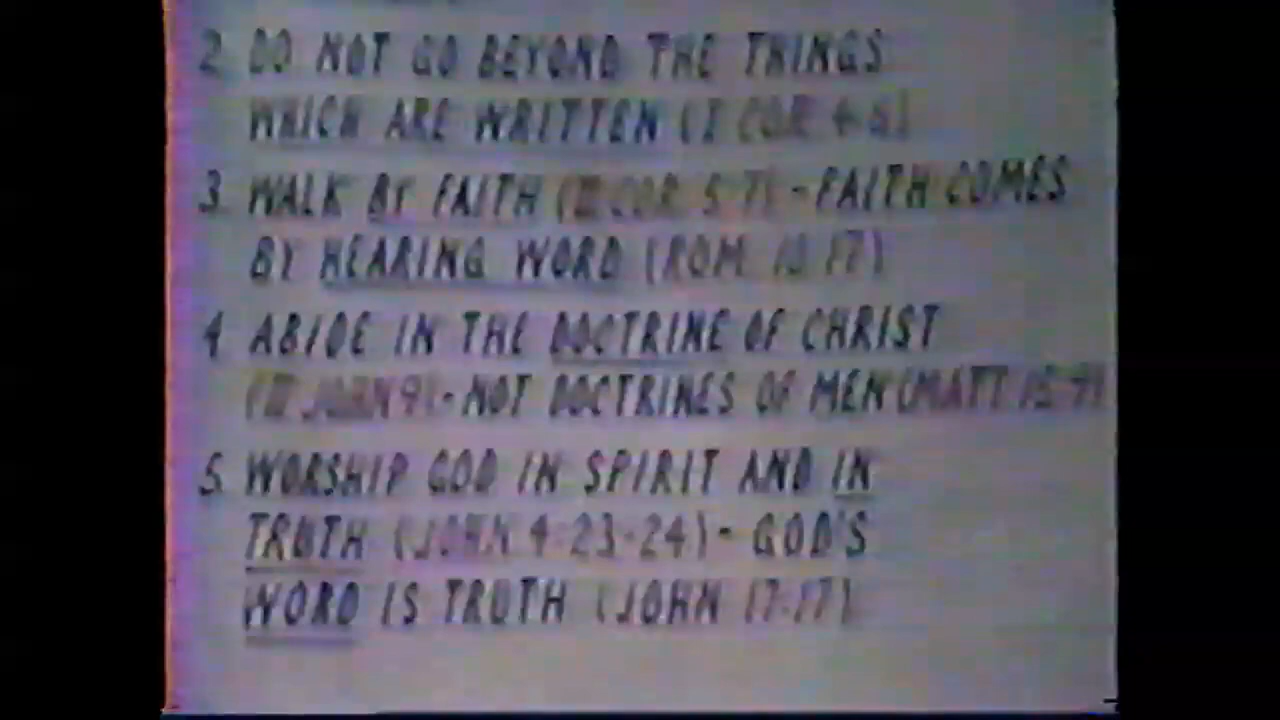 2. DO NOT GO BEYOND THE THINGS
WHICH ARE WRITTEN (I COR 4:6)
3. WALK BY FAITH (II COR. 5:7) - FAITH COMES
BY HEARING WORD (ROM. 10:17)
4. ABIDE IN THE DOCTRINE OF CHRIST
(II JOHN 9) - NOT DOCTRINES OF MEN (MATT 15:9)
5. WORSHIP GOD IN SPIRIT AND IN
TRUTH (JOHN 4:23-24) - GOD'S
WORD IS TRUTH (JOHN 17:17)